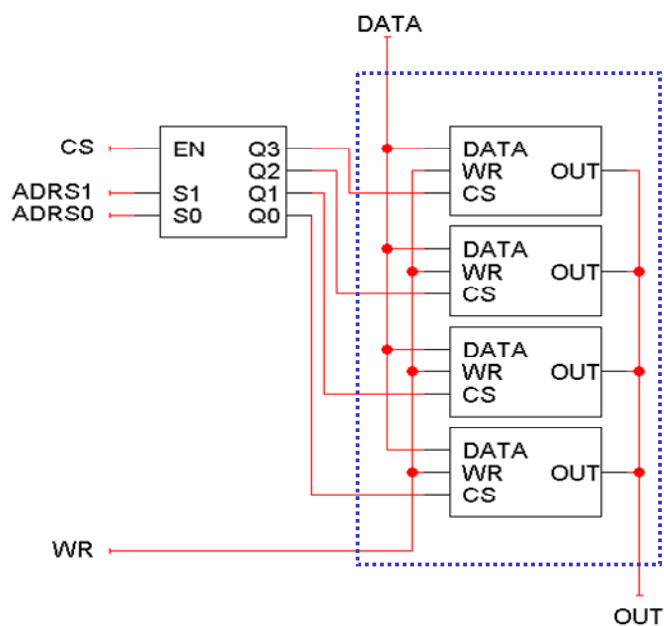 DATA
CS
ADRS1
ADRS0
EN Q3
Q2
S1 Q1
S0 Q0
DATA
WR OUT
CS
DATA
WR OUT
CS
DATA
WR OUT
CS
DATA
WR OUT
CS
WR
OUT